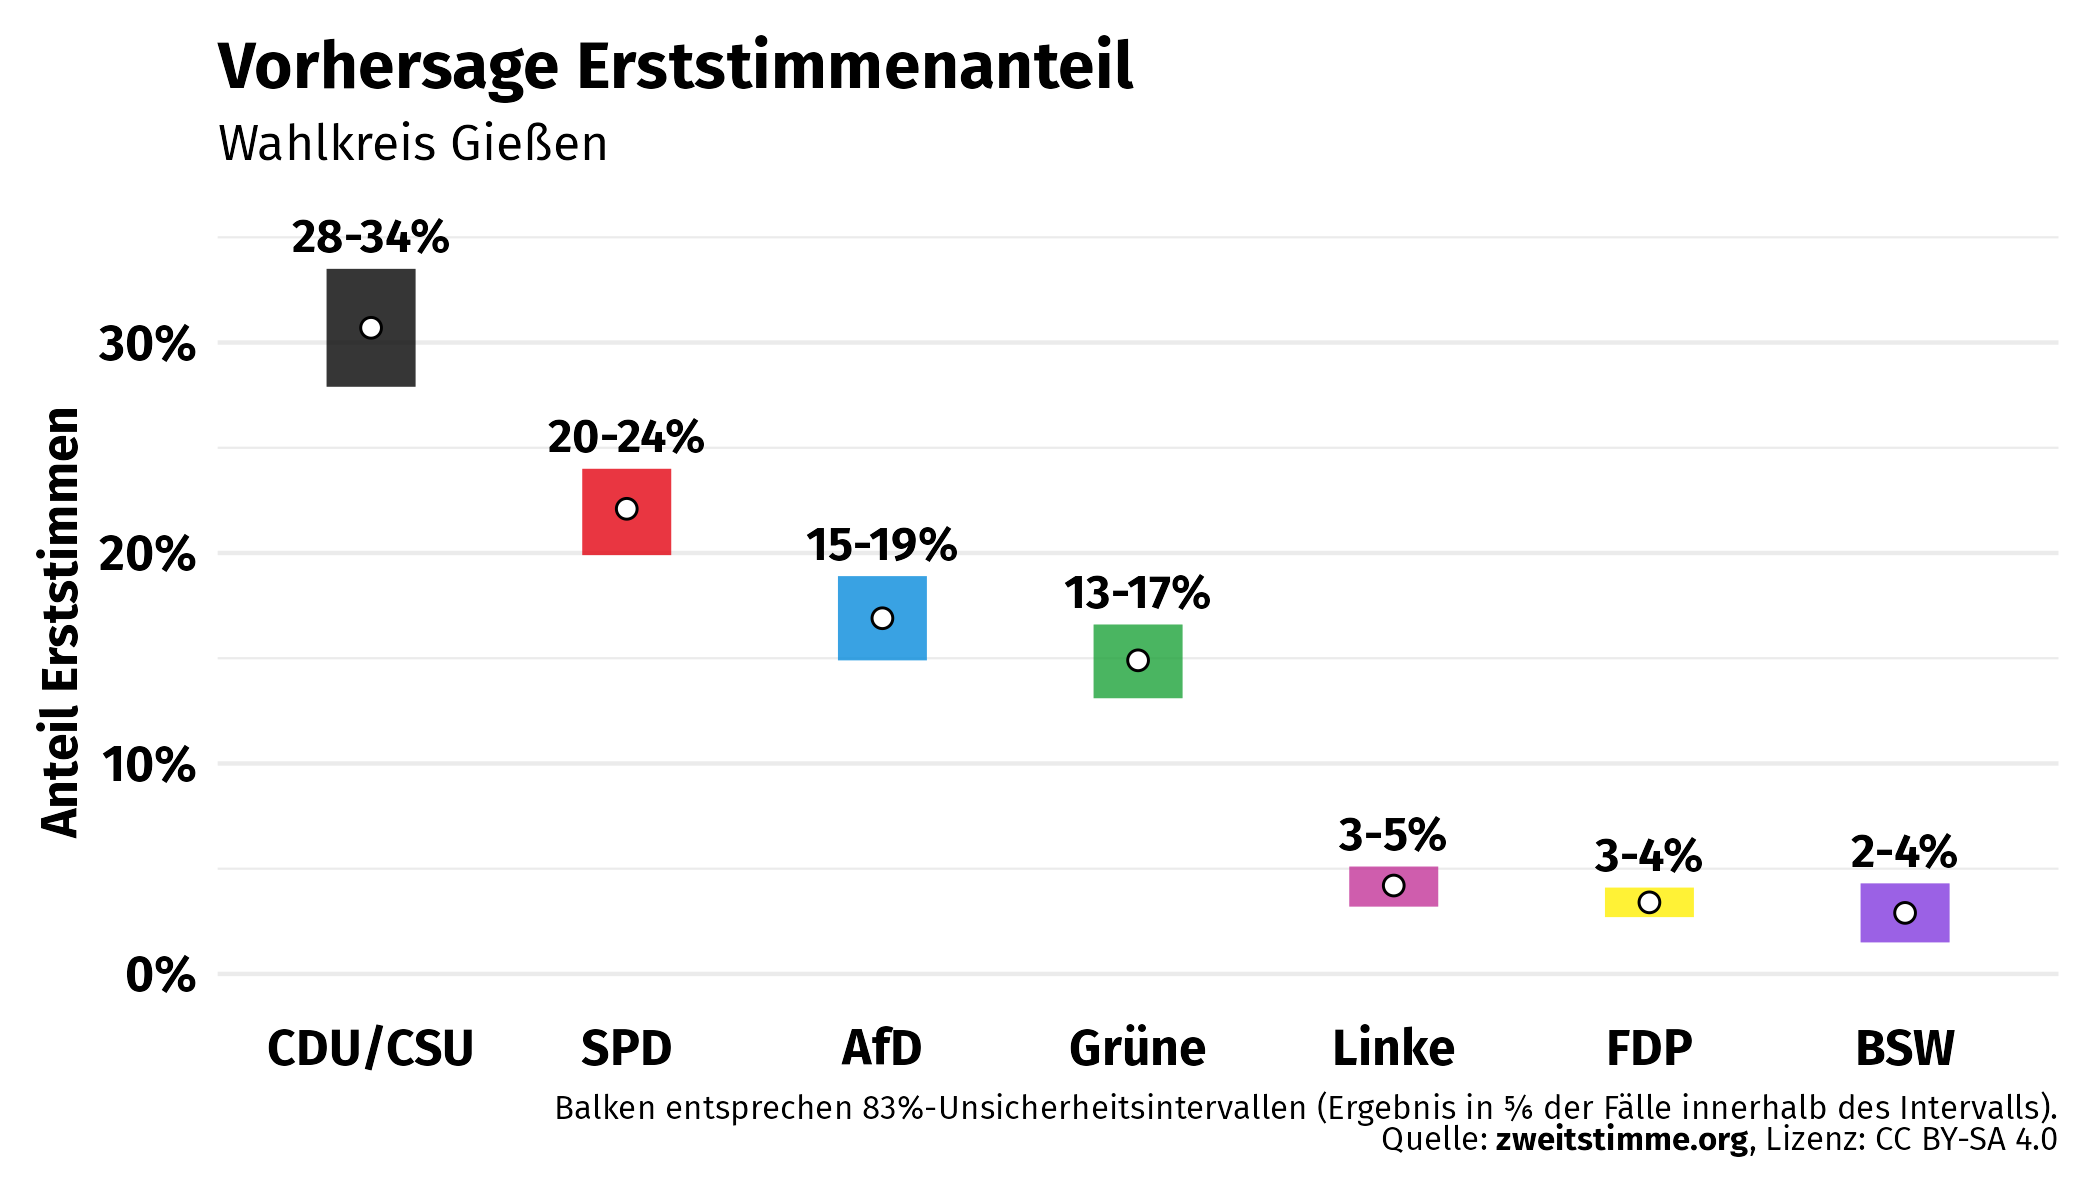 Vorhersage Erststimmenanteil
Wahlkreis Gießen
28-34%
30%
20-24%
20%
15-19%
13-17%
10%
3-5%
3-4%
2-4%
0%
Anteil Erststimmen
CDU/CSU SPD AfD Grüne Linke FDP BSW
Balken entsprechen 83%-Unsicherheitsintervallen (Ergebnis in ⅚ der Fälle innerhalb des Intervalls).
Quelle: zweitstimme.org, Lizenz: CC BY-SA 4.0